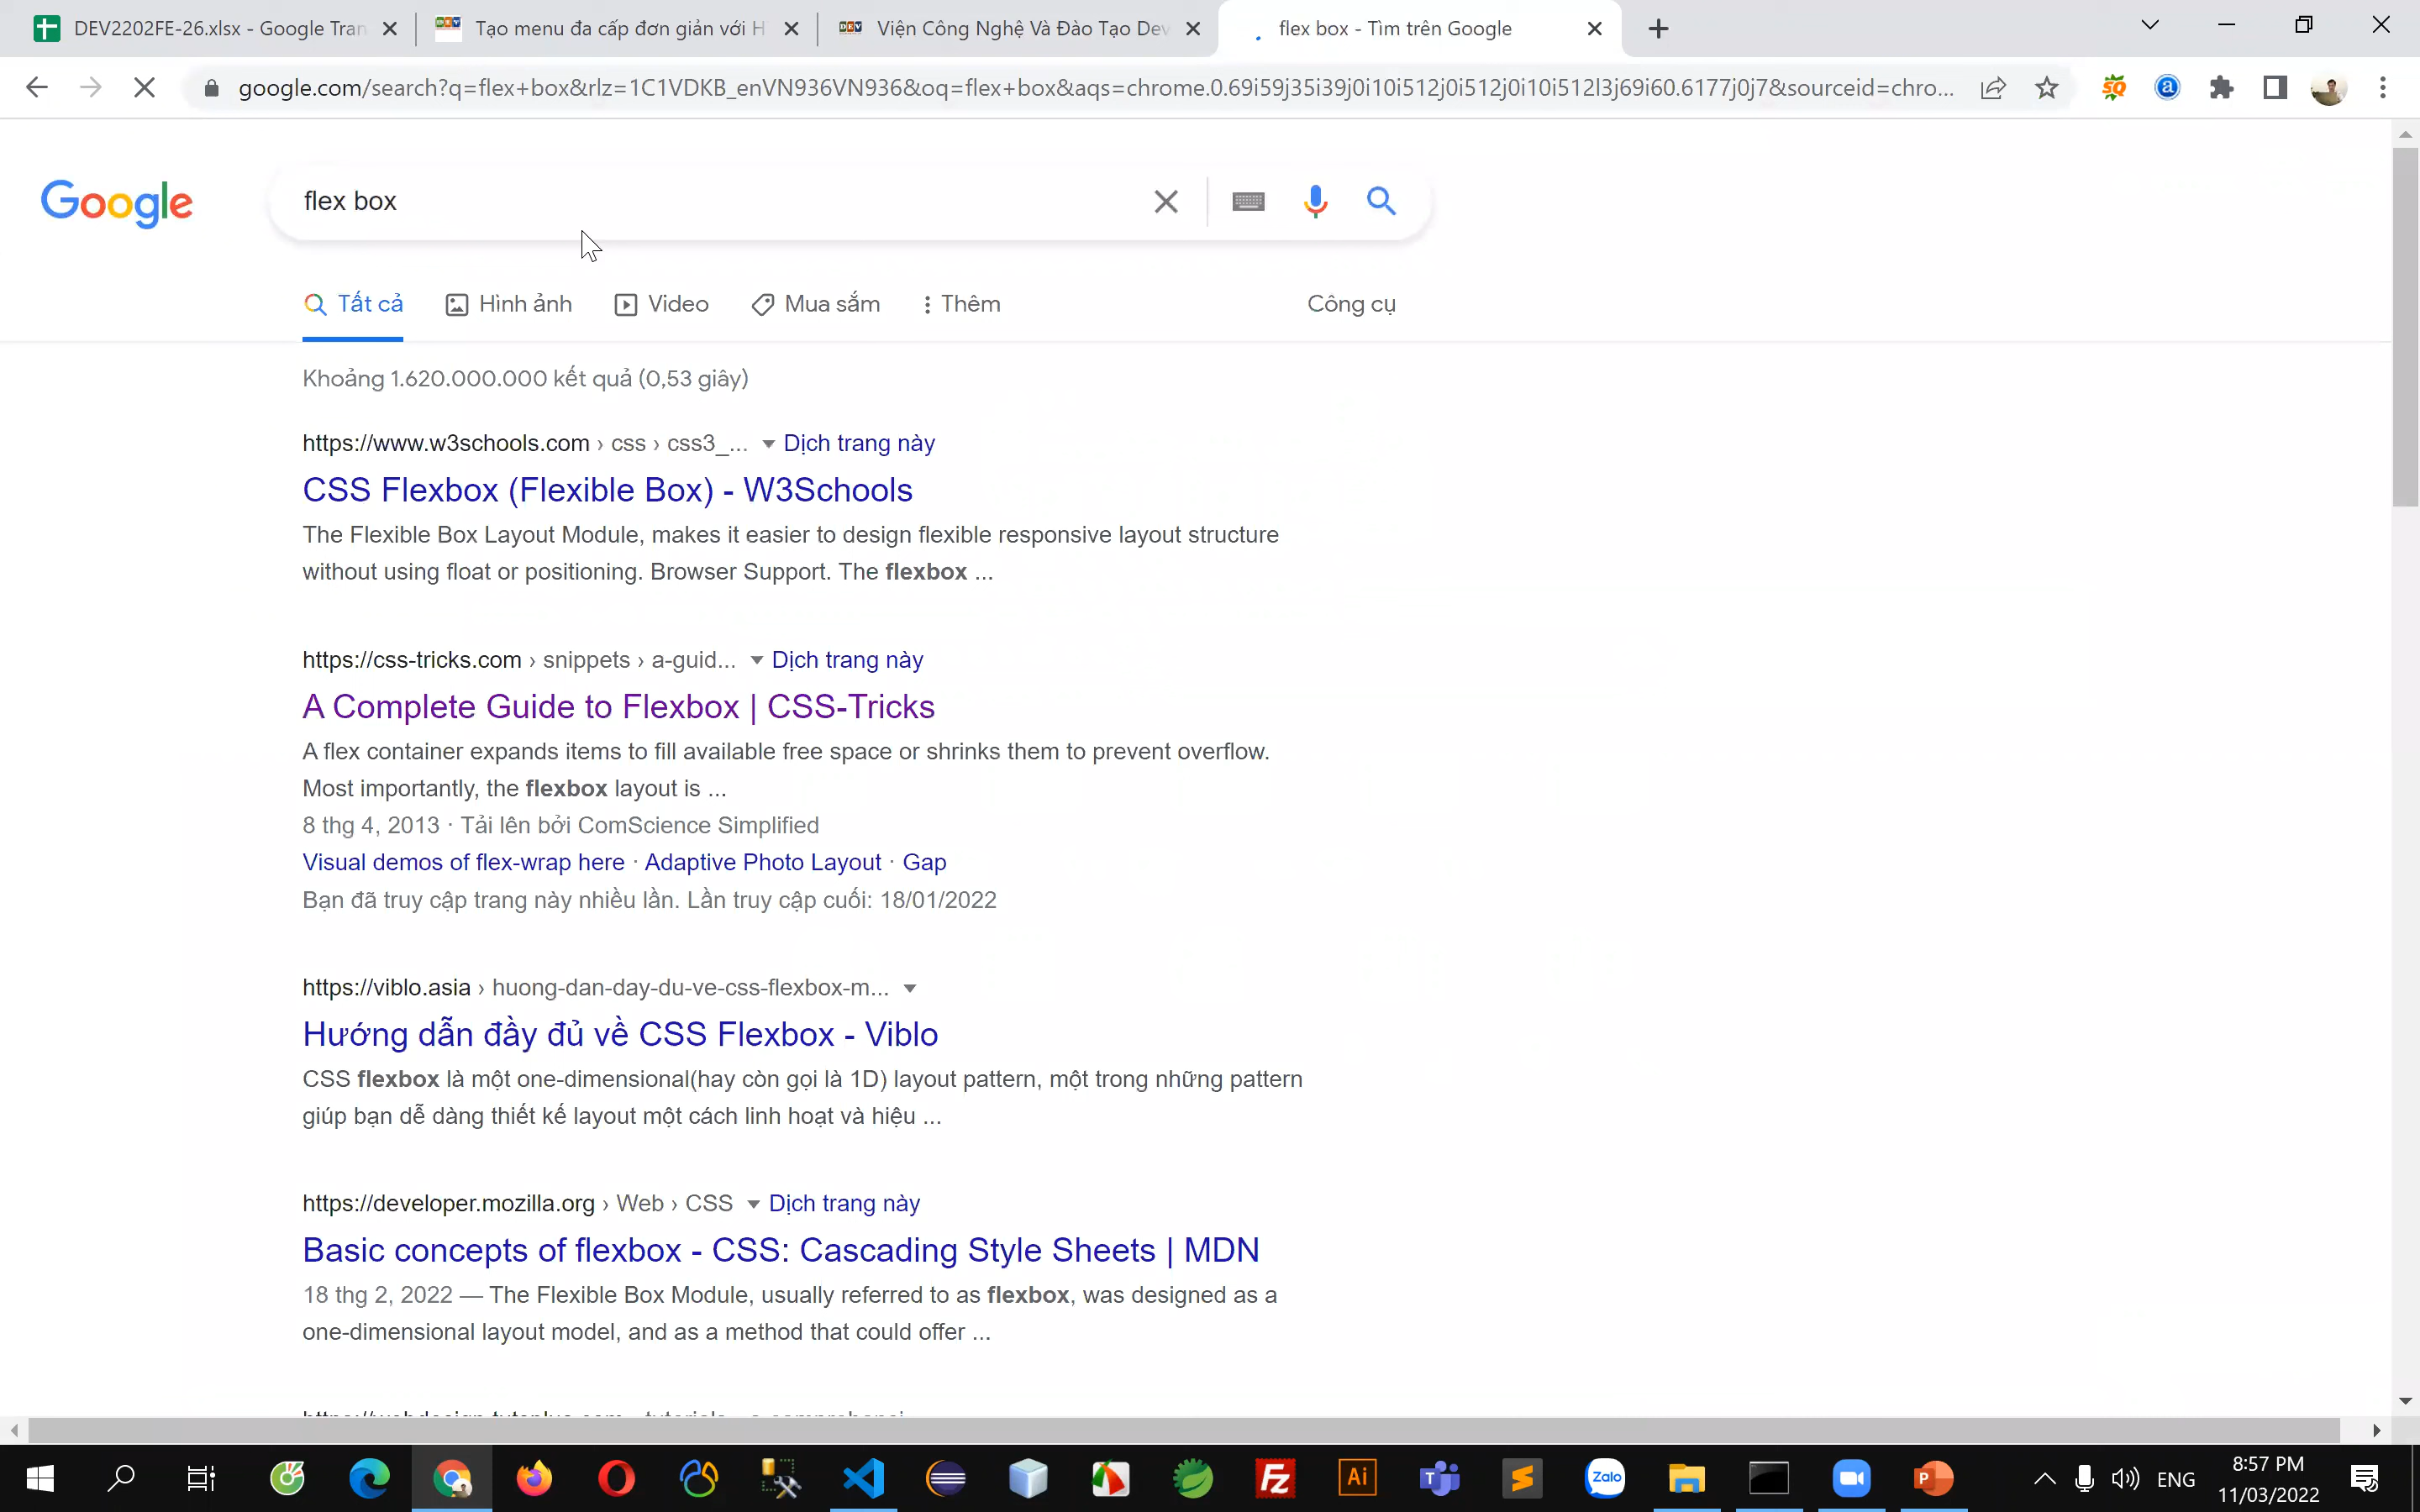 DEV2202FE-26.xlsx - Google Tran
Tạo menu đa cấp đơn giản với H
Viện Công Nghệ Và Đào Tạo Dev
flex box - Tìm trên Google
google.com/search?q=flex+box&rlz=1C1VDKB_enVN936VN936&oq=flex+box&aqs=chrome.0.69i59j35i39j0i10i512j0i512j0i10i512l3j69i60.6177j0j7&sourceid=chro...
Google
flex box
Tất cả
Hình ảnh
Video
Mua sắm
Thêm
Công cụ
Khoảng 1.620.000.000 kết quả (0,53 giây)
https://www.w3schools.com › css › css3_... Dịch trang này
CSS Flexbox (Flexible Box) - W3Schools
The Flexible Box Layout Module, makes it easier to design flexible responsive layout structure
without using float or positioning. Browser Support. The flexbox ...
https://css-tricks.com › snippets › a-guid... Dịch trang này
A Complete Guide to Flexbox | CSS-Tricks
A flex container expands items to fill available free space or shrinks them to prevent overflow.
Most importantly, the flexbox layout is ...
8 thg 4, 2013 · Tải lên bởi ComScience Simplified
Visual demos of flex-wrap here · Adaptive Photo Layout · Gap
Bạn đã truy cập trang này nhiều lần. Lần truy cập cuối: 18/01/2022
https://viblo.asia › huong-dan-day-du-ve-css-flexbox-m...
Hướng dẫn đầy đủ về CSS Flexbox - Viblo
CSS flexbox là một one-dimensional(hay còn gọi là 1D) layout pattern, một trong những pattern
giúp bạn dễ dàng thiết kế layout một cách linh hoạt và hiệu ...
https://developer.mozilla.org › Web › CSS Dịch trang này
Basic concepts of flexbox - CSS: Cascading Style Sheets | MDN
18 thg 2, 2022 — The Flexible Box Module, usually referred to as flexbox, was designed as a
one-dimensional layout model, and as a method that could offer ...
Zalo
ENG
8:57 PM
11/03/2022